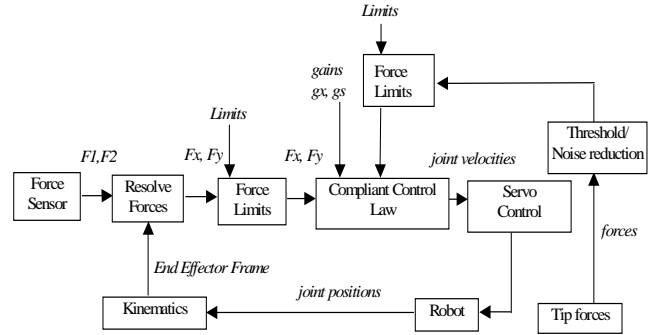 Limits
gains
gx, gs
Force
Limits
Limits
Threshold/
Noise reduction
F1,F2
Fx, Fy
Fx, Fy
joint velocities
Force
Sensor
Resolve
Forces
Force
Limits
Compliant Control
Law
Servo
Control
forces
End Effector Frame
joint positions
Kinematics
Robot
Tip forces